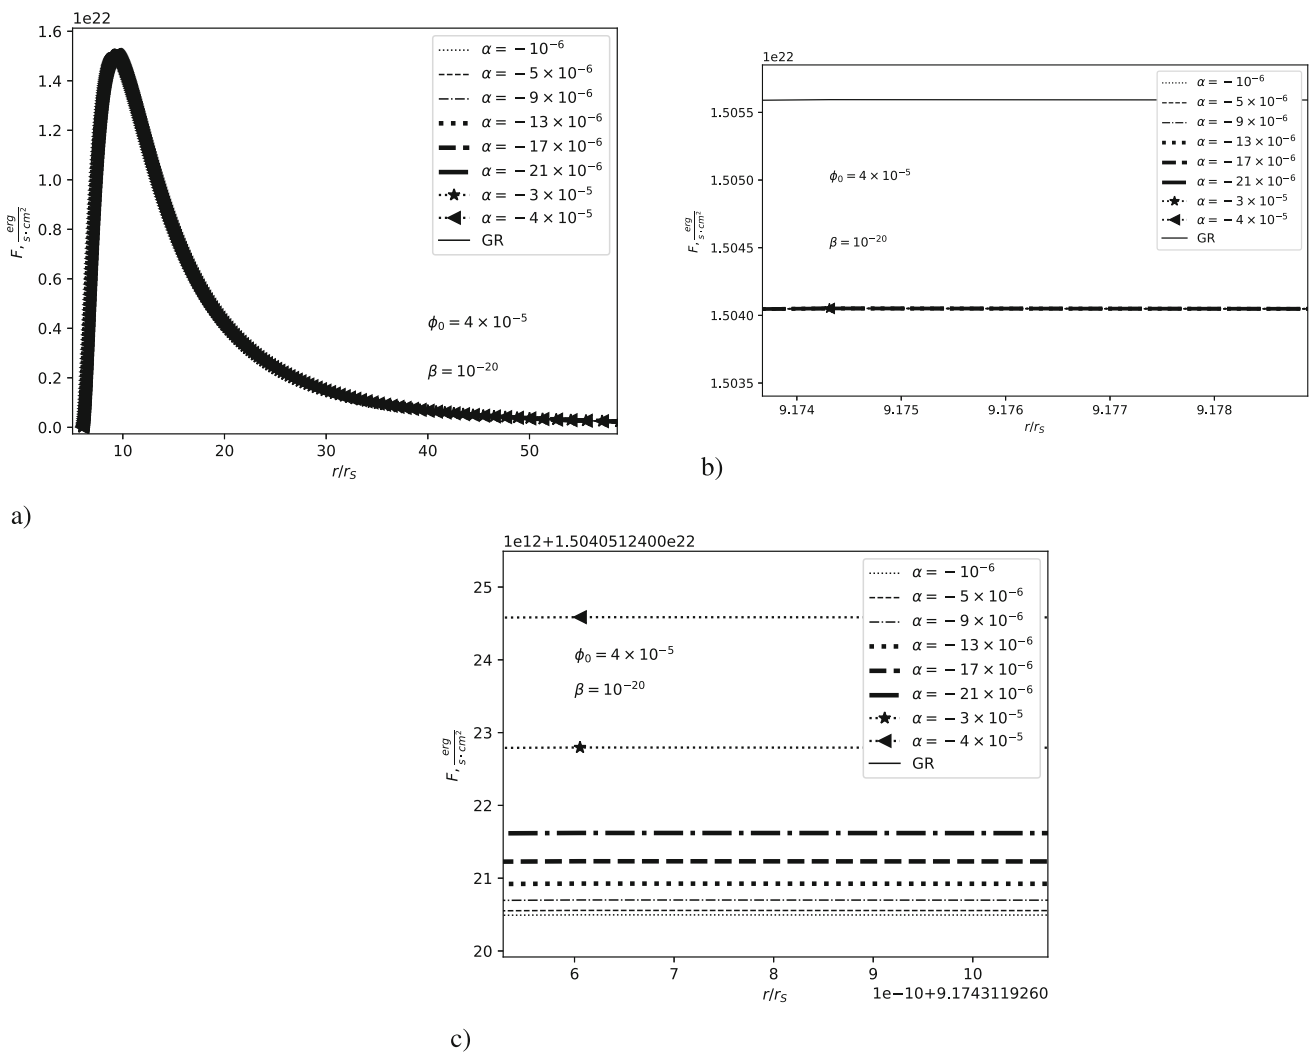 1e22
1.6
1.4
1.2
1.0
0.8
0.6
0.4
0.2
0.0
F, erg/s·cm²
α = −10⁻⁶
α = −5 × 10⁻⁶
α = −9 × 10⁻⁶
α = −13 × 10⁻⁶
α = −17 × 10⁻⁶
α = −21 × 10⁻⁶
α = −3 × 10⁻⁵
α = −4 × 10⁻⁵
GR
ϕ₀ = 4 × 10⁻⁵
β = 10⁻²⁰
10 20 30 40 50
r/r_S
a)
1e22
1.5055
1.5050
1.5045
1.5040
1.5035
F, erg/s·cm²
α = −10⁻⁶
α = −5 × 10⁻⁶
α = −9 × 10⁻⁶
α = −13 × 10⁻⁶
α = −17 × 10⁻⁶
α = −21 × 10⁻⁶
α = −3 × 10⁻⁵
α = −4 × 10⁻⁵
GR
ϕ₀ = 4 × 10⁻⁵
β = 10⁻²⁰
9.174 9.175 9.176 9.177 9.178
r/r_S
b)
1e12+1.5040512400e22
25
24
23
22
21
20
F, erg/s·cm²
α = −10⁻⁶
α = −5 × 10⁻⁶
α = −9 × 10⁻⁶
α = −13 × 10⁻⁶
α = −17 × 10⁻⁶
α = −21 × 10⁻⁶
α = −3 × 10⁻⁵
α = −4 × 10⁻⁵
GR
ϕ₀ = 4 × 10⁻⁵
β = 10⁻²⁰
6 7 8 9 10
r/r_S
1e−10+9.1743119260
c)